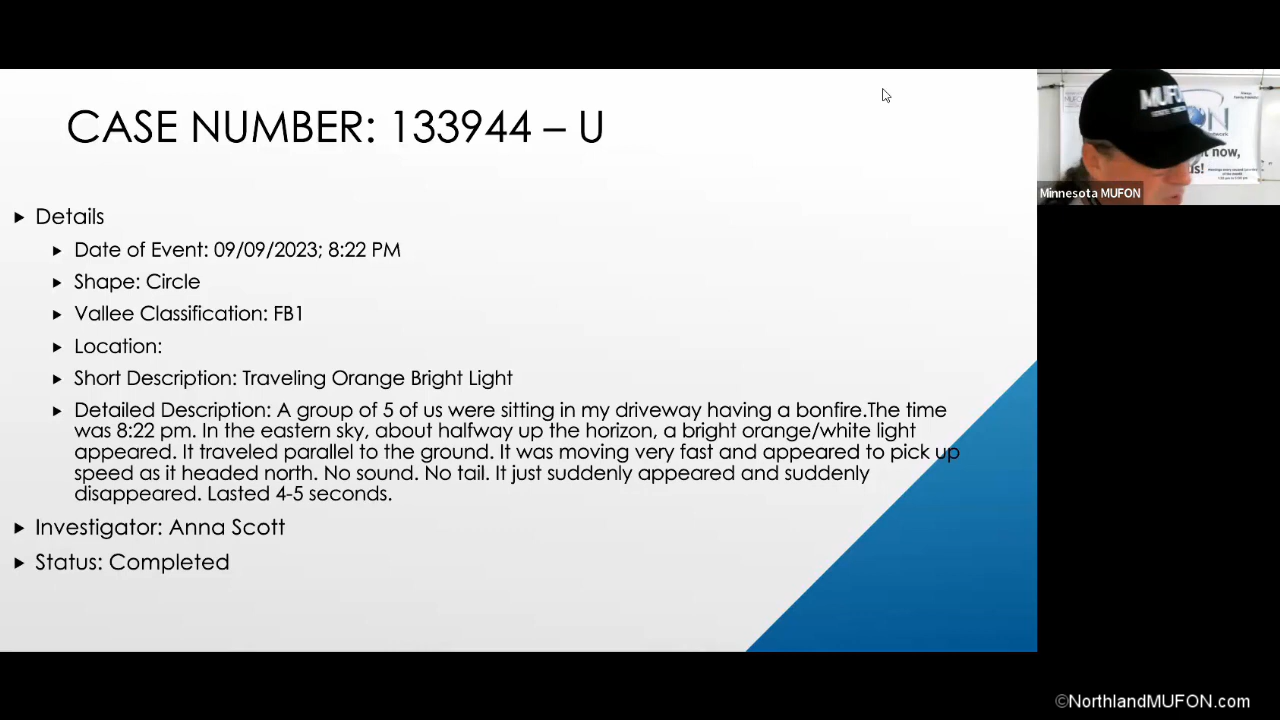 CASE NUMBER: 133944 – U
Details
Date of Event: 09/09/2023; 8:22 PM
Shape: Circle
Vallee Classification: FB1
Location:
Short Description: Traveling Orange Bright Light
Detailed Description: A group of 5 of us were sitting in my driveway having a bonfire.The time
was 8:22 pm. In the eastern sky, about halfway up the horizon, a bright orange/white light
appeared. It traveled parallel to the ground. It was moving very fast and appeared to pick up
speed as it headed north. No sound. No tail. It just suddenly appeared and suddenly
disappeared. Lasted 4-5 seconds.
Investigator: Anna Scott
Status: Completed
MUFON
now,
Minnesota MUFON
©NorthlandMUFON.com